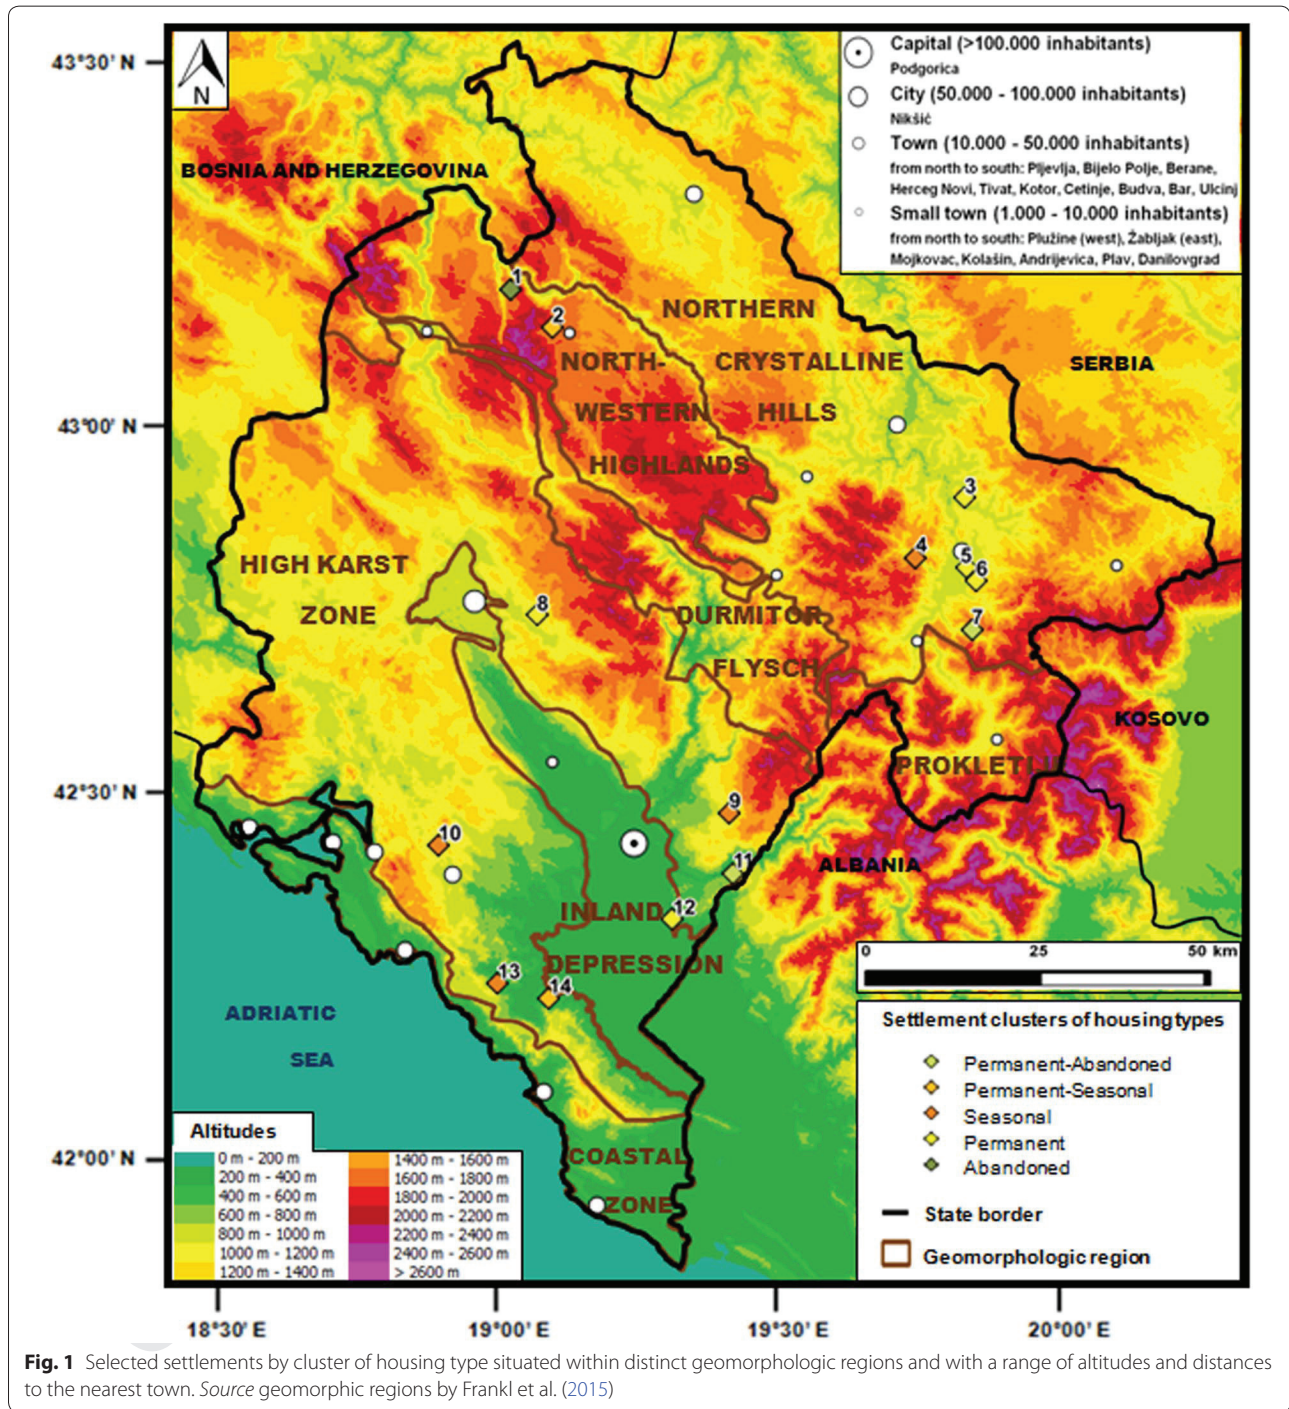 43°30' N
43°00' N
42°30' N
42°00' N
18°30' E
19°00' E
19°30' E
20°00' E
N
Capital (>100.000 inhabitants)
Podgorica
City (50.000 - 100.000 inhabitants)
Nikšić
Town (10.000 - 50.000 inhabitants)
from north to south: Pljevlja, Bijelo Polje, Berane,
Herceg Novi, Tivat, Kotor, Cetinje, Budva, Bar, Ulcinj
Small town (1.000 - 10.000 inhabitants)
from north to south: Plužine (west), Žabljak (east),
Mojkovac, Kolašin, Andrijevica, Plav, Danilovgrad
BOSNIA AND HERZEGOVINA
SERBIA
KOSOVO
ALBANIA
ADRIATIC
SEA
NORTHERN
CRYSTALLINE
HILLS
NORTH-
WESTERN
HIGHLANDS
HIGH KARST
ZONE
DURMITOR
FLYSCH
PROKLETIJE
INLAND
DEPRESSION
COASTAL
ZONE
1
2
3
4
5
6
7
8
9
10
11
12
13
14
0 25 50 km
Settlement clusters of housing types
Permanent-Abandoned
Permanent-Seasonal
Seasonal
Permanent
Abandoned
State border
Geomorphologic region
Altitudes
0 m - 200 m
200 m - 400 m
400 m - 600 m
600 m - 800 m
800 m - 1000 m
1000 m - 1200 m
1200 m - 1400 m
1400 m - 1600 m
1600 m - 1800 m
1800 m - 2000 m
2000 m - 2200 m
2200 m - 2400 m
2400 m - 2600 m
> 2600 m
Fig. 1 Selected settlements by cluster of housing type situated within distinct geomorphologic regions and with a range of altitudes and distances
to the nearest town. Source geomorphic regions by Frankl et al. (2015)